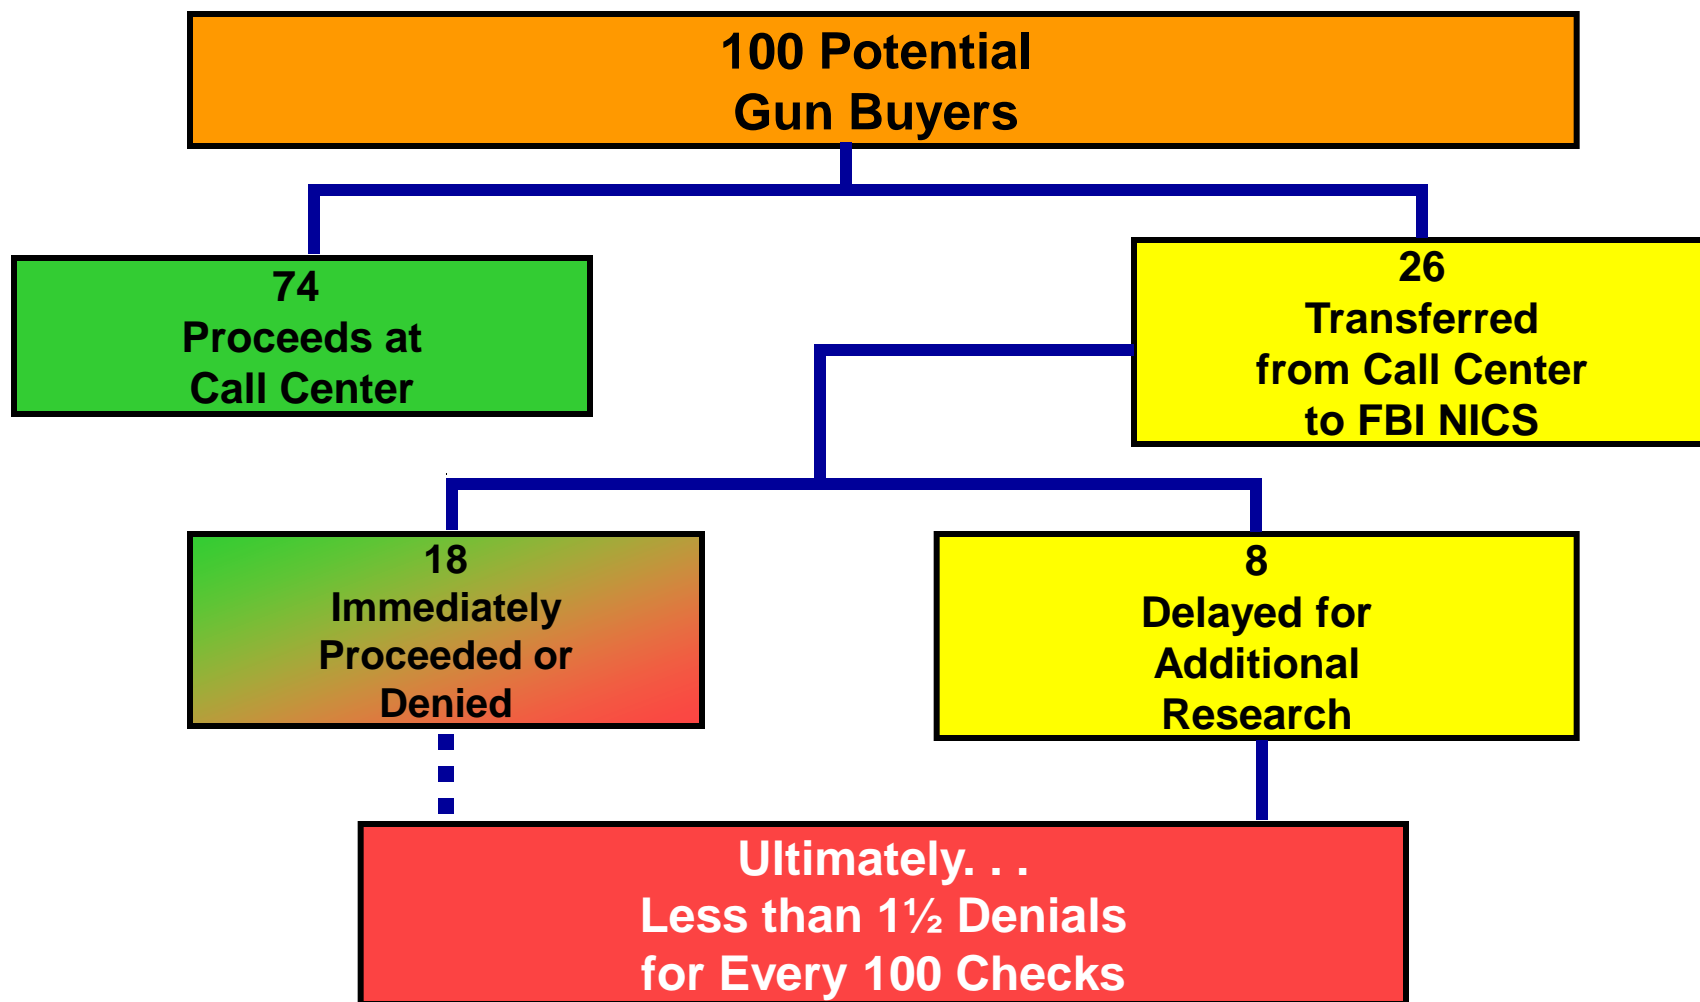 100 Potential
Gun Buyers
74
Proceeds at
Call Center
26
Transferred
from Call Center
to FBI NICS
18
Immediately
Proceeded or
Denied
8
Delayed for
Additional
Research
Ultimately. . .
Less than 1½ Denials
for Every 100 Checks